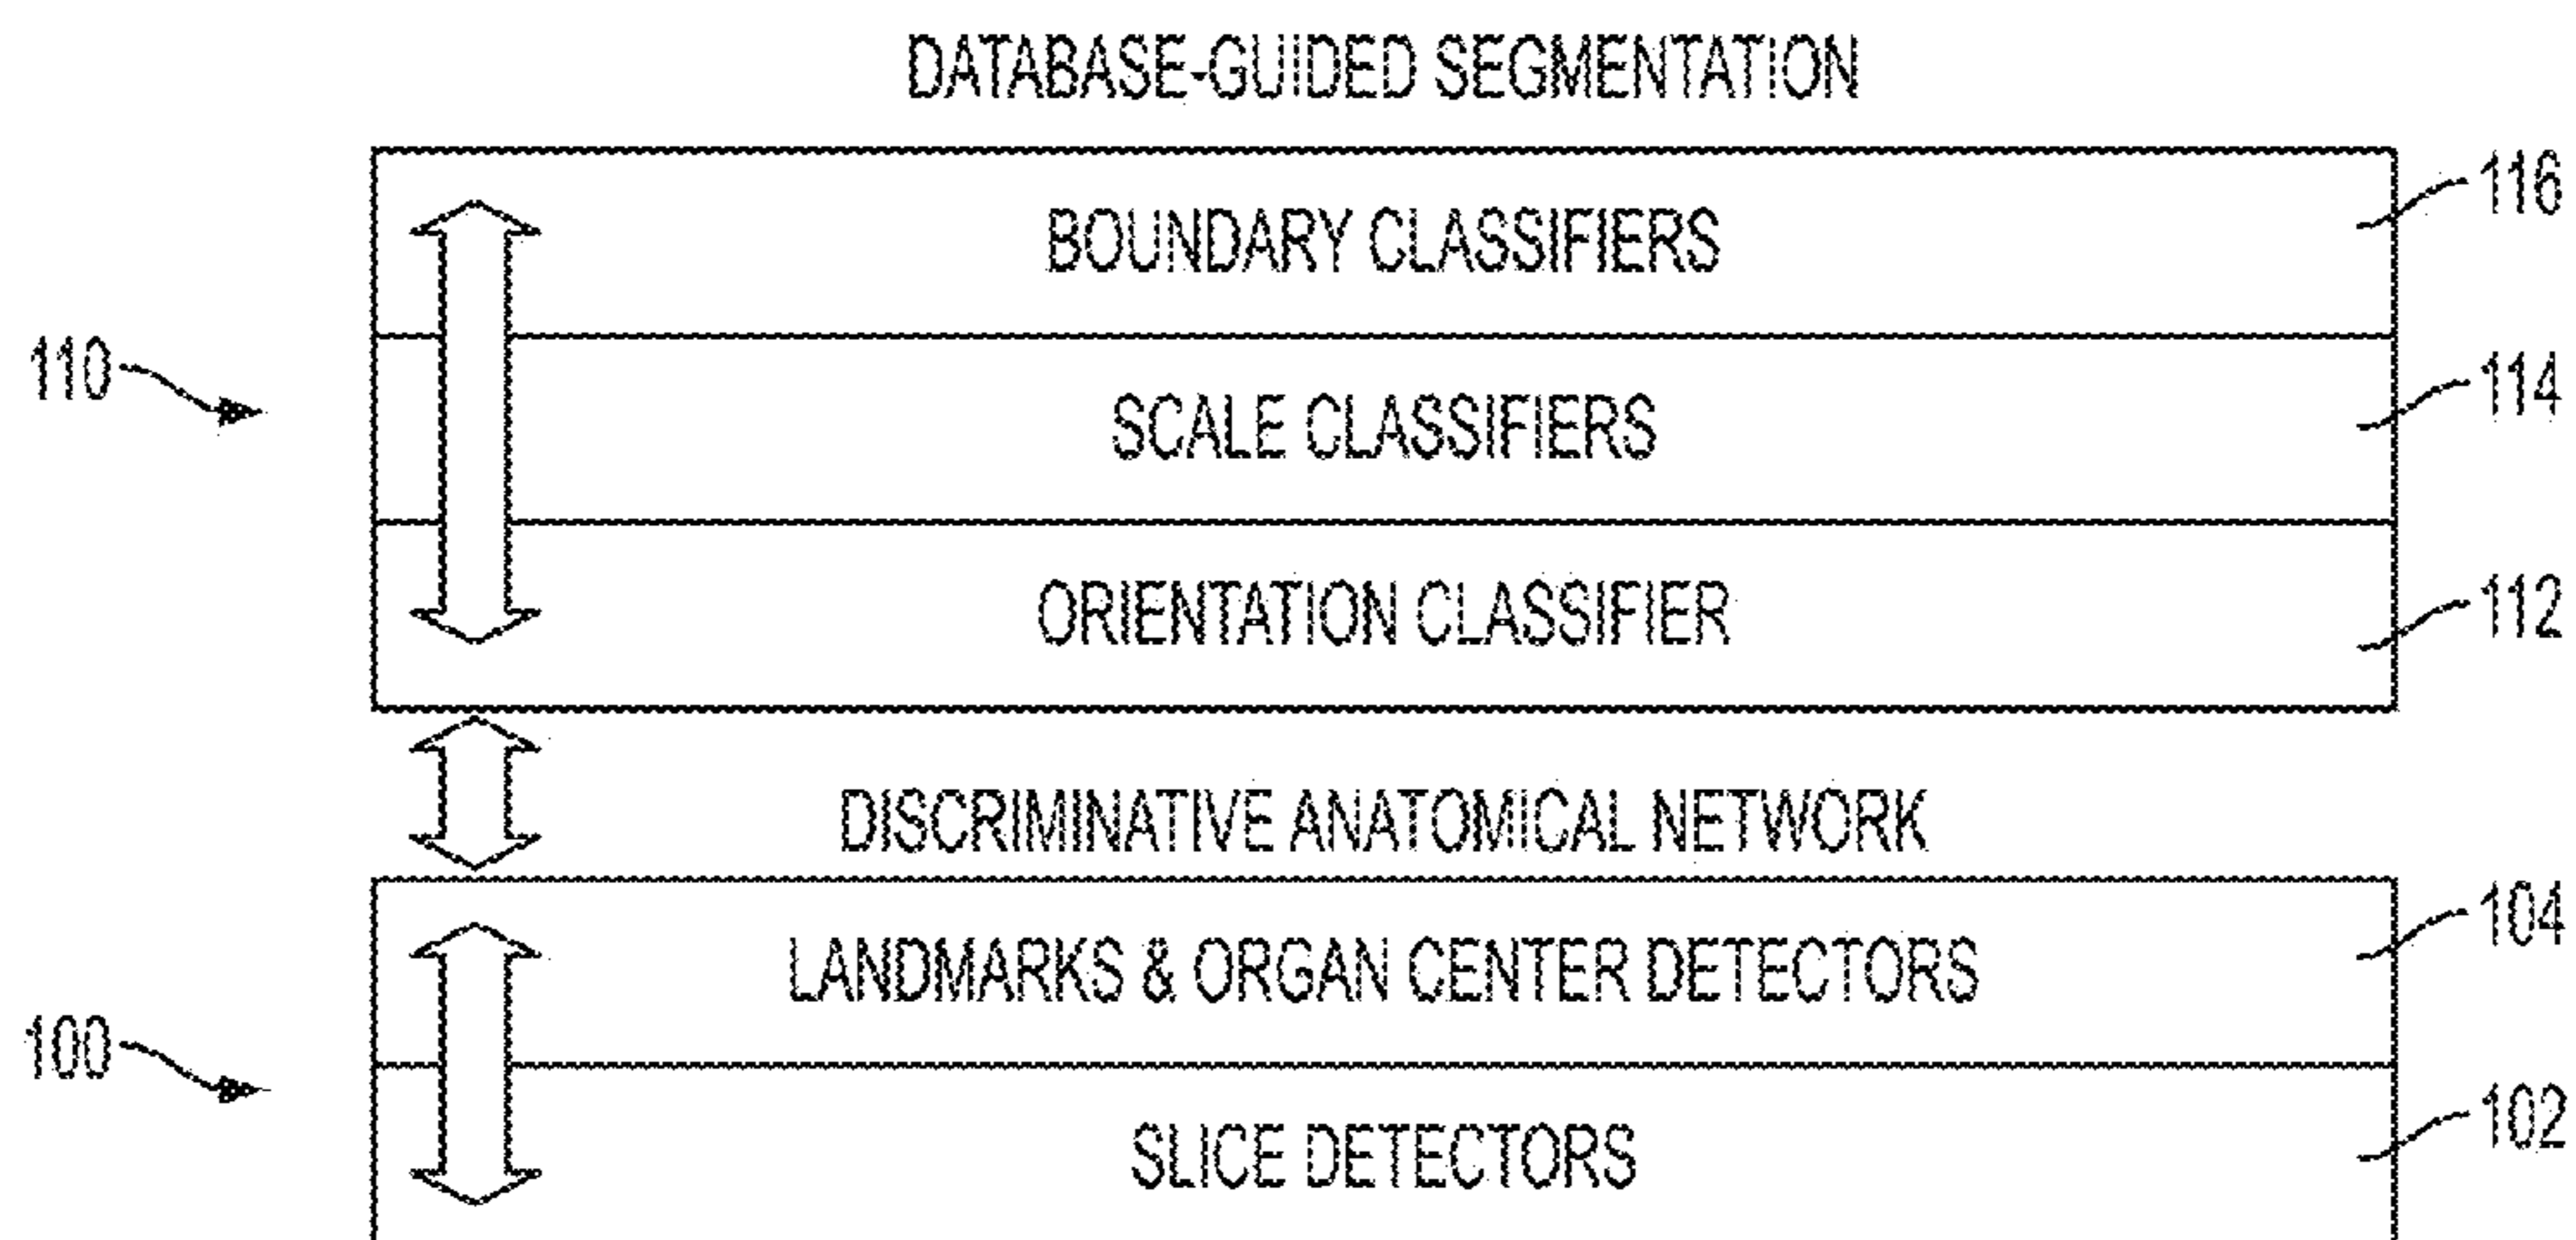 DATABASE-GUIDED SEGMENTATION
116
BOUNDARY CLASSIFIERS
110
114
SCALE CLASSIFIERS
112
ORIENTATION CLASSIFIER
DISCRIMINATIVE ANATOMICAL NETWORK
104
LANDMARKS & ORGAN CENTER DETECTORS
100
102
SLICE DETECTORS